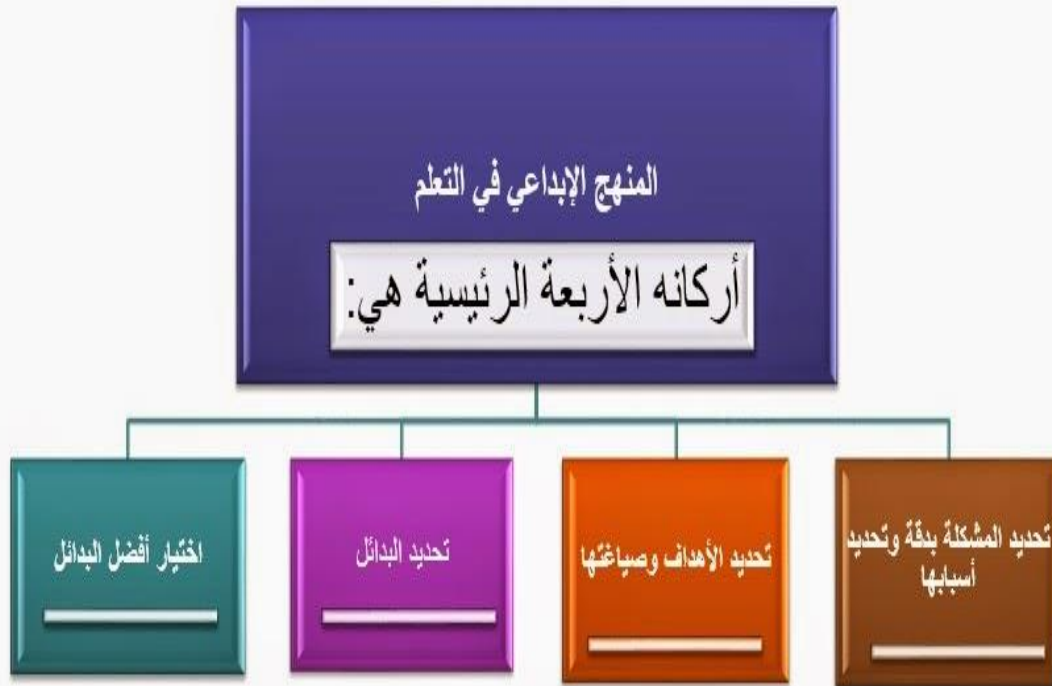 المنهج الإبداعي في التعلم
أركانه الأربعة الرئيسية هي:
تحديد المشكلة بدقة وتحديد
أسبابها
تحديد الأهداف وصياغتها
تحديد البدائل
اختيار أفضل البدائل